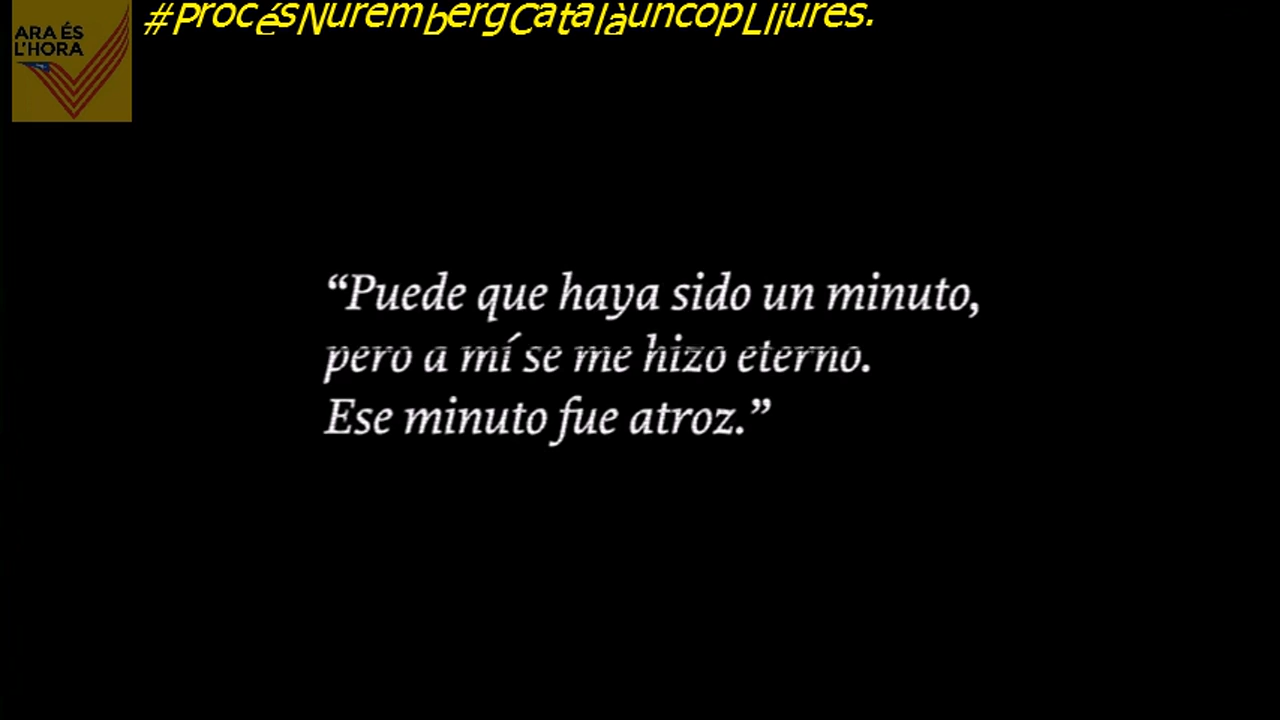 #ProcésNurembergCatalàuncopLliures.
ARA ÉS
L'HORA
“Puede que haya sido un minuto,
pero a mí se me hizo eterno.
Ese minuto fue atroz.”